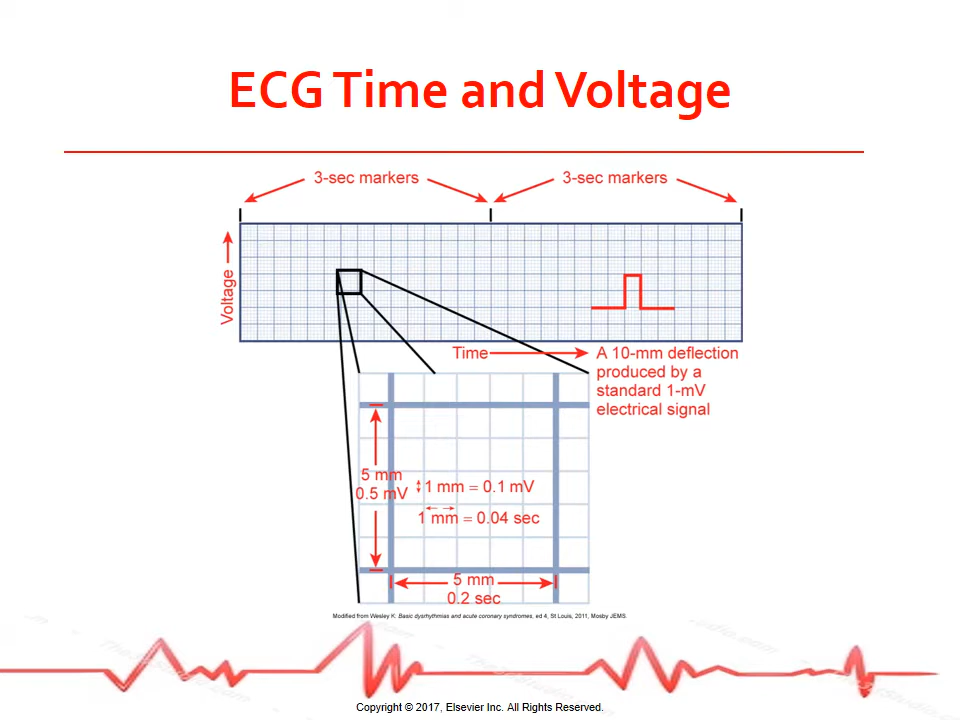 ECG Time and Voltage
3-sec markers
3-sec markers
Voltage
Time
A 10-mm deflection
produced by a
standard 1-mV
electrical signal
5 mm
0.5 mV
1 mm = 0.1 mV
1 mm = 0.04 sec
5 mm
0.2 sec
Modified from Wesley K. Basic dysrhythmias and acute coronary syndromes, ed 4, St Louis, 2011, Mosby JEMS.
Copyright © 2017, Elsevier Inc. All Rights Reserved.